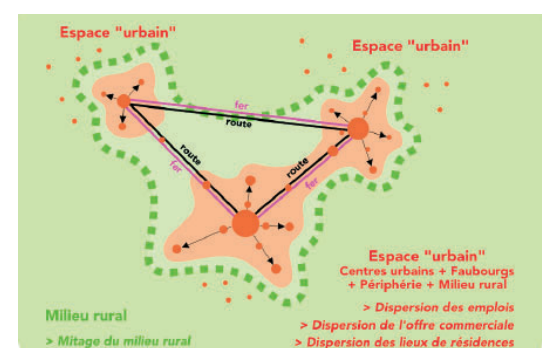 Espace "urbain"
Espace "urbain"
fer
route
route
fer
route
fer
Espace "urbain"
Centres urbains + Faubourgs
+ Périphérie + Milieu rural
> Dispersion des emplois
> Dispersion de l'offre commerciale
> Dispersion des lieux de résidences
Milieu rural
> Mitage du milieu rural